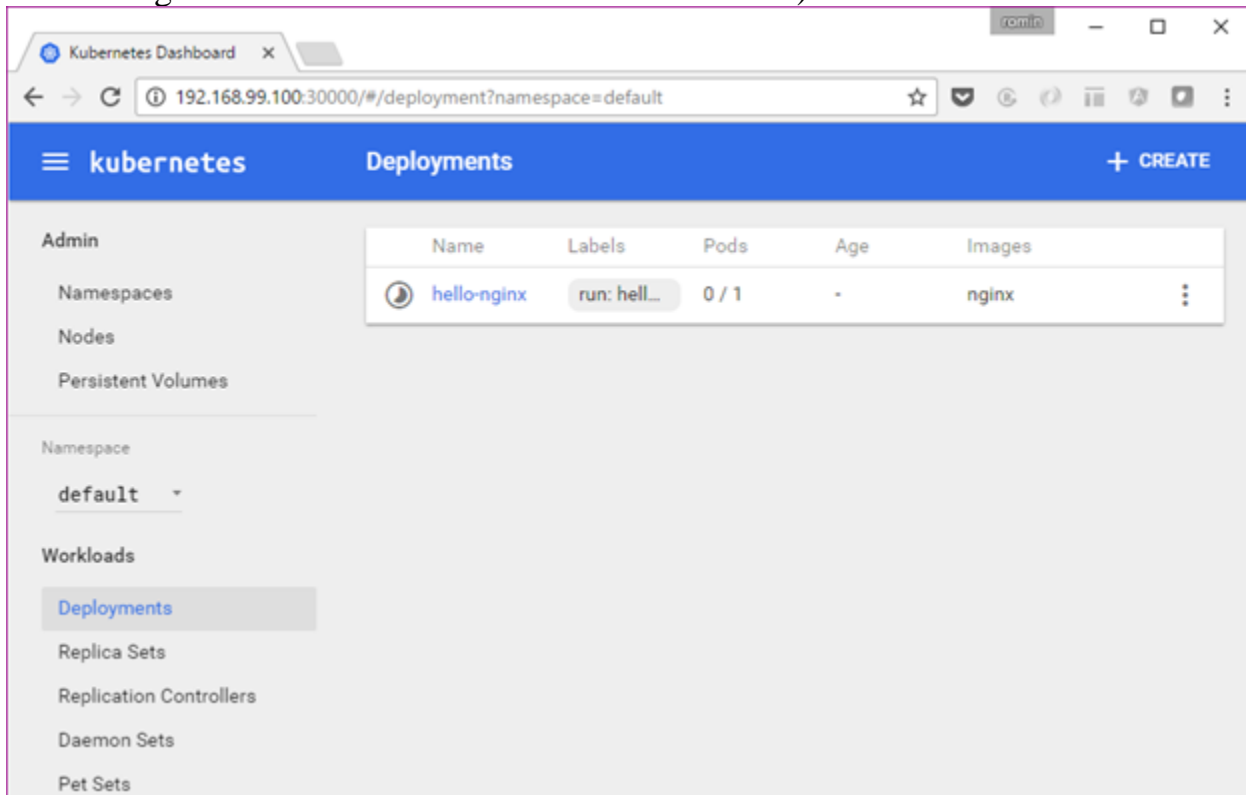 Kubernetes Dashboard
romin
192.168.99.100:30000/#/deployment?namespace=default
kubernetes
Deployments
+ CREATE
Admin
Namespaces
Nodes
Persistent Volumes
Namespace
default
Workloads
Deployments
Replica Sets
Replication Controllers
Daemon Sets
Pet Sets
Name Labels Pods Age Images
hello-nginx run: hell... 0 / 1 - nginx